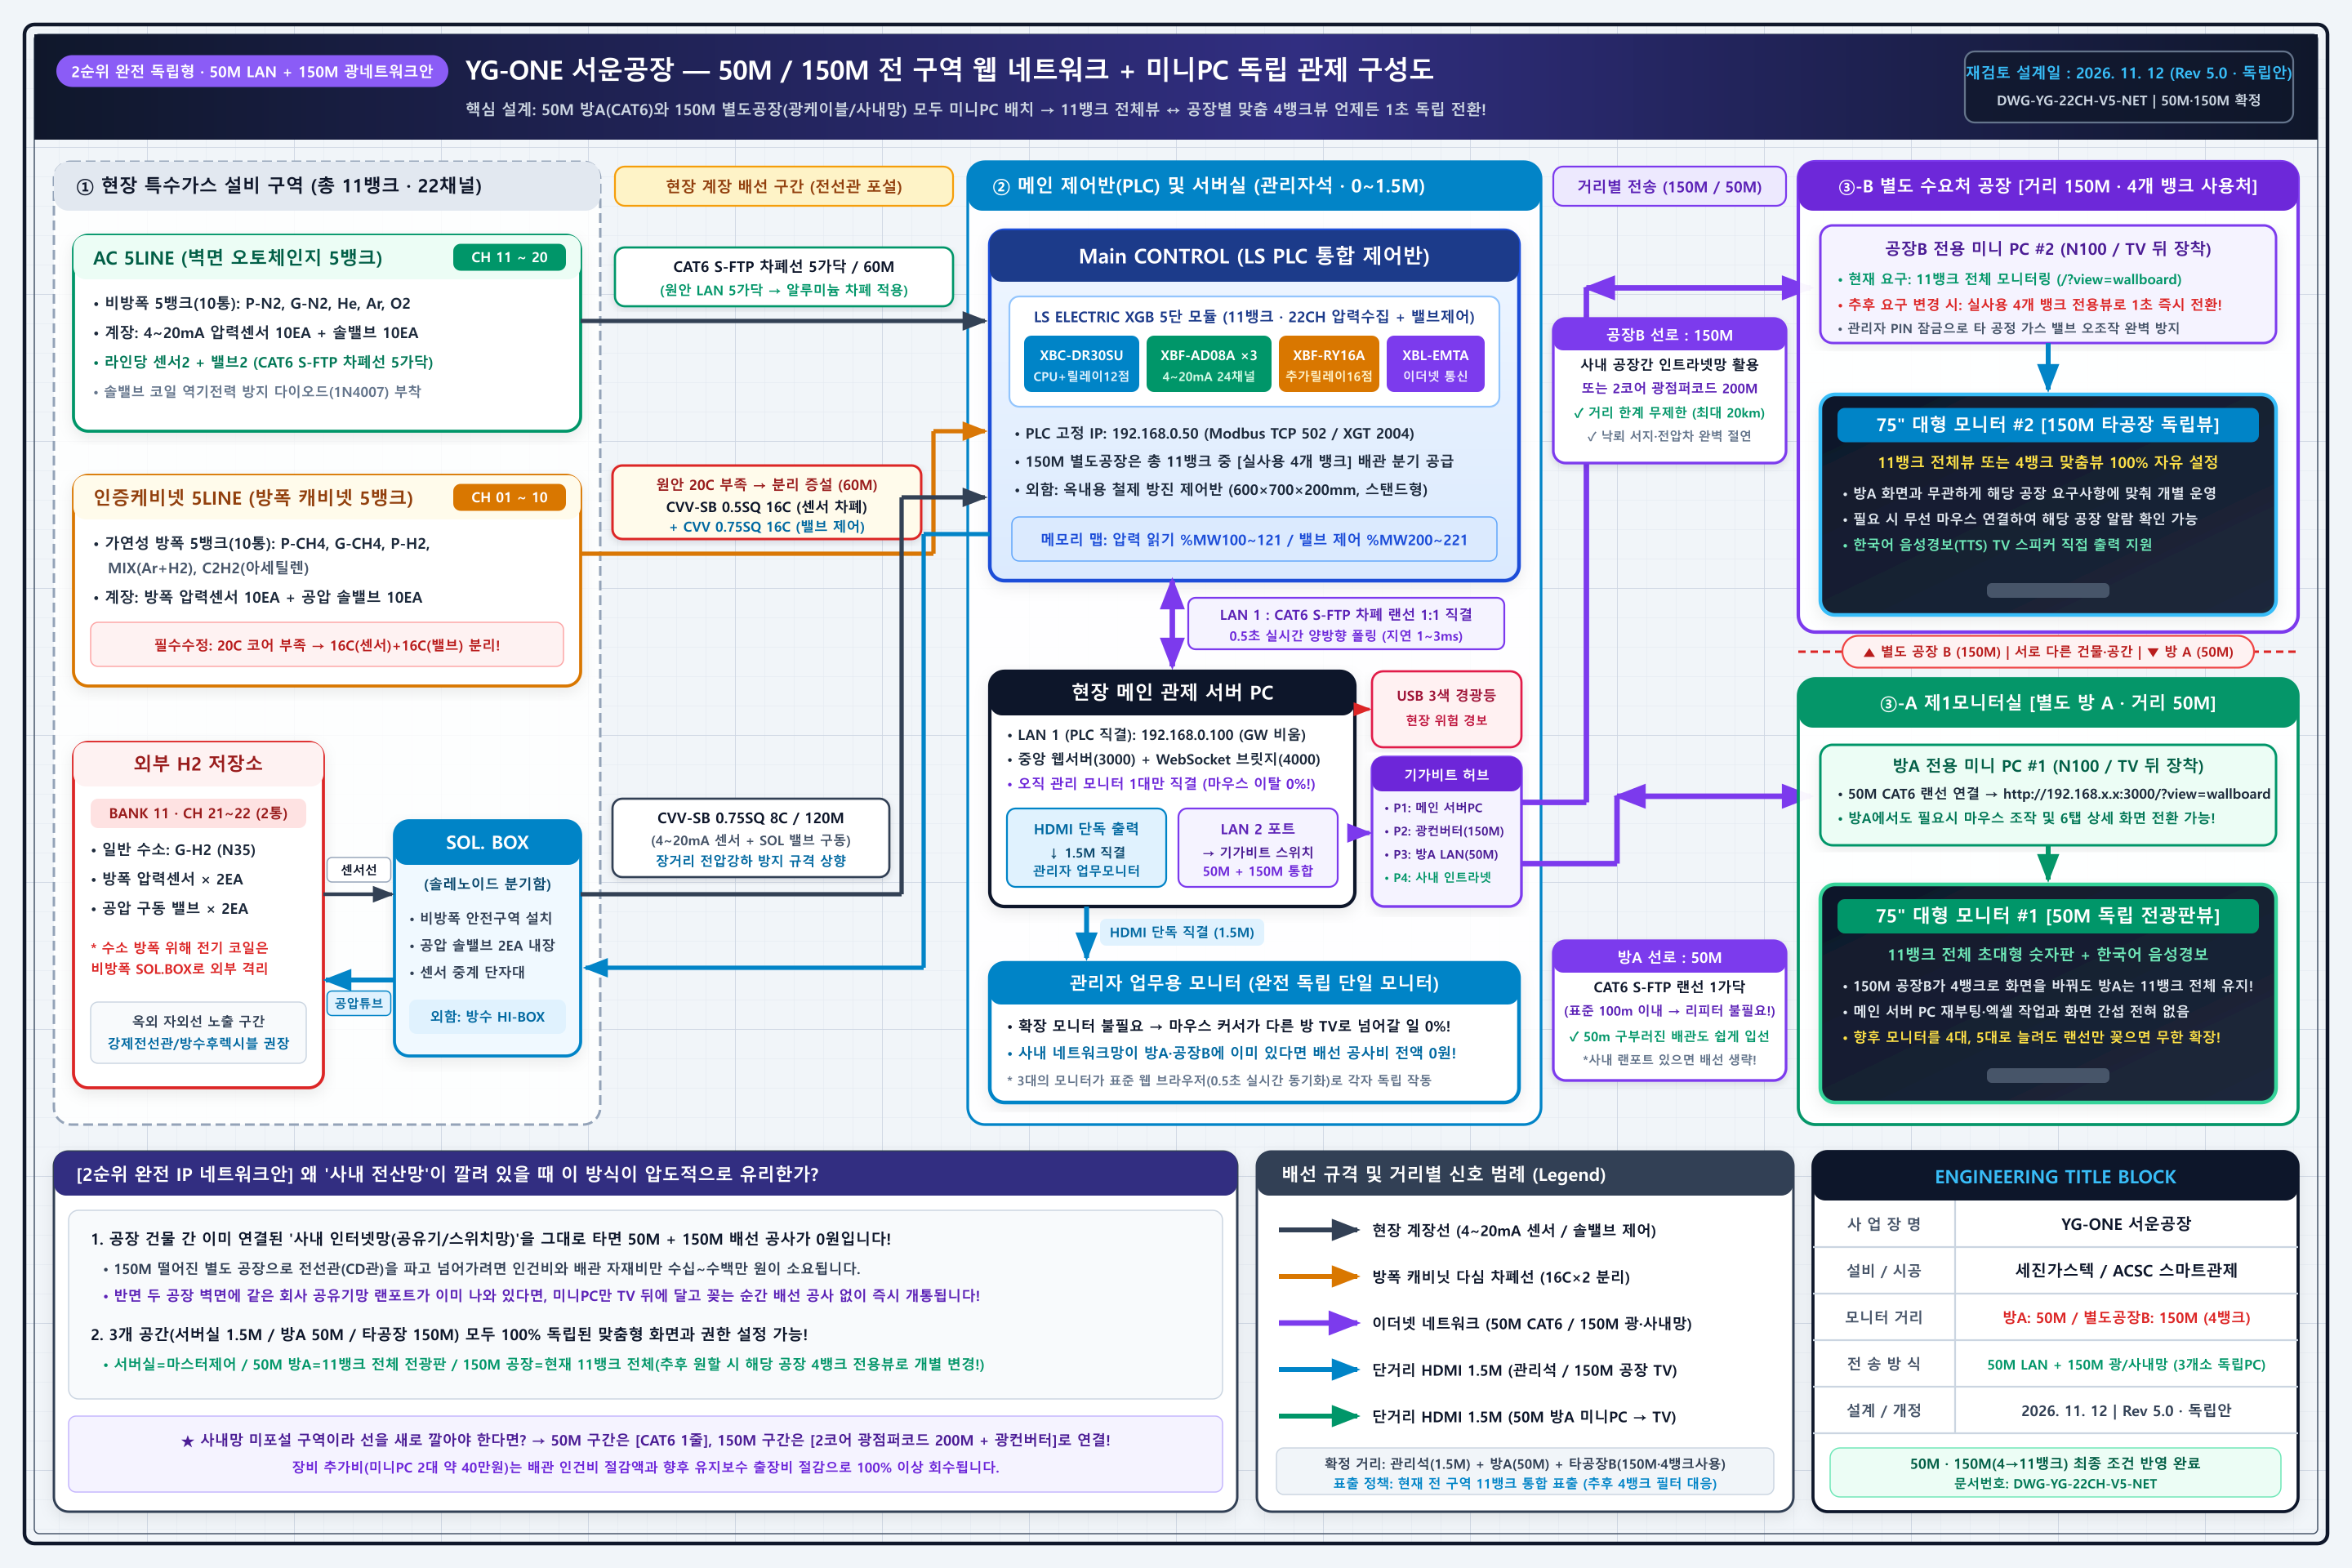 2순위 완전 독립형 · 50M LAN + 150M 광네트워크안
YG-ONE 서운공장 — 50M / 150M 전 구역 웹 네트워크 + 미니PC 독립 관제 구성도
핵심 설계: 50M 방A(CAT6)와 150M 별도공장(광케이블/사내망) 모두 미니PC 배치 → 11뱅크 전체뷰 ↔ 공장별 맞춤 4뱅크뷰 언제든 1초 독립 전환!
재검토 설계일 : 2026. 11. 12 (Rev 5.0 · 독립안)
DWG-YG-22CH-V5-NET | 50M·150M 확정
① 현장 특수가스 설비 구역 (총 11뱅크 · 22채널)
AC 5LINE (벽면 오토체인지 5뱅크)
CH 11 ~ 20
• 비방폭 5뱅크(10통): P-N2, G-N2, He, Ar, O2
• 계장: 4~20mA 압력센서 10EA + 솔밸브 10EA
• 라인당 센서2 + 밸브2 (CAT6 S-FTP 차폐선 5가닥)
• 솔밸브 코일 역기전력 방지 다이오드(1N4007) 부착
인증케비넷 5LINE (방폭 캐비넷 5뱅크)
CH 01 ~ 10
• 가연성 방폭 5뱅크(10통): P-CH4, G-CH4, P-H2,
MIX(Ar+H2), C2H2(아세틸렌)
• 계장: 방폭 압력센서 10EA + 공압 솔밸브 10EA
필수수정: 20C 코어 부족 → 16C(센서)+16C(밸브) 분리!
외부 H2 저장소
BANK 11 · CH 21~22 (2통)
• 일반 수소: G-H2 (N35)
• 방폭 압력센서 × 2EA
• 공압 구동 밸브 × 2EA
* 수소 방폭 위해 전기 코일은
비방폭 SOL.BOX로 외부 격리
옥외 자외선 노출 구간
강제전선관/방수후렉시블 권장
센서선
공압튜브
SOL. BOX
(솔레노이드 분기함)
• 비방폭 안전구역 설치
• 공압 솔밸브 2EA 내장
• 센서 중계 단자대
외함: 방수 HI-BOX
현장 계장 배선 구간 (전선관 포설)
CAT6 S-FTP 차폐선 5가닥 / 60M
(원안 LAN 5가닥 → 알루미늄 차폐 적용)
원안 20C 부족 → 분리 증설 (60M)
CVV-SB 0.5SQ 16C (센서 차폐)
+ CVV 0.75SQ 16C (밸브 제어)
CVV-SB 0.75SQ 8C / 120M
(4~20mA 센서 + SOL 밸브 구동)
장거리 전압강하 방지 규격 상향
② 메인 제어반(PLC) 및 서버실 (관리자석 · 0~1.5M)
Main CONTROL (LS PLC 통합 제어반)
LS ELECTRIC XGB 5단 모듈 (11뱅크 · 22CH 압력수집 + 밸브제어)
XBC-DR30SU
CPU+릴레이12점
XBF-AD08A ×3
4~20mA 24채널
XBF-RY16A
추가릴레이16점
XBL-EMTA
이더넷 통신
• PLC 고정 IP: 192.168.0.50 (Modbus TCP 502 / XGT 2004)
• 150M 별도공장은 총 11뱅크 중 [실사용 4개 뱅크] 배관 분기 공급
• 외함: 옥내용 철제 방진 제어반 (600×700×200mm, 스탠드형)
메모리 맵: 압력 읽기 %MW100~121 / 밸브 제어 %MW200~221
LAN 1 : CAT6 S-FTP 차폐 랜선 1:1 직결
0.5초 실시간 양방향 폴링 (지연 1~3ms)
현장 메인 관제 서버 PC
• LAN 1 (PLC 직결): 192.168.0.100 (GW 비움)
• 중앙 웹서버(3000) + WebSocket 브릿지(4000)
• 오직 관리 모니터 1대만 직결 (마우스 이탈 0%!)
HDMI 단독 출력
↓ 1.5M 직결
관리자 업무모니터
LAN 2 포트
→ 기가비트 스위치
50M + 150M 통합
USB 3색 경광등
현장 위험 경보
기가비트 허브
• P1: 메인 서버PC
• P2: 광컨버터(150M)
• P3: 방A LAN(50M)
• P4: 사내 인트라넷
HDMI 단독 직결 (1.5M)
관리자 업무용 모니터 (완전 독립 단일 모니터)
• 확장 모니터 불필요 → 마우스 커서가 다른 방 TV로 넘어갈 일 0%!
• 사내 네트워크망이 방A·공장B에 이미 있다면 배선 공사비 전액 0원!
* 3대의 모니터가 표준 웹 브라우저(0.5초 실시간 동기화)로 각자 독립 작동
거리별 전송 (150M / 50M)
공장B 선로 : 150M
사내 공장간 인트라넷망 활용
또는 2코어 광점퍼코드 200M
✓ 거리 한계 무제한 (최대 20km)
✓ 낙뢰 서지·전압차 완벽 절연
방A 선로 : 50M
CAT6 S-FTP 랜선 1가닥
(표준 100m 이내 → 리피터 불필요!)
✓ 50m 구부러진 배관도 쉽게 입선
*사내 랜포트 있으면 배선 생략!
③-B 별도 수요처 공장 [거리 150M · 4개 뱅크 사용처]
공장B 전용 미니 PC #2 (N100 / TV 뒤 장착)
• 현재 요구: 11뱅크 전체 모니터링 (/?view=wallboard)
• 추후 요구 변경 시: 실사용 4개 뱅크 전용뷰로 1초 즉시 전환!
• 관리자 PIN 잠금으로 타 공정 가스 밸브 오조작 완벽 방지
75" 대형 모니터 #2 [150M 타공장 독립뷰]
11뱅크 전체뷰 또는 4뱅크 맞춤뷰 100% 자유 설정
• 방A 화면과 무관하게 해당 공장 요구사항에 맞춰 개별 운영
• 필요 시 무선 마우스 연결하여 해당 공장 알람 확인 가능
• 한국어 음성경보(TTS) TV 스피커 직접 출력 지원
▲ 별도 공장 B (150M) | 서로 다른 건물·공간 | ▼ 방 A (50M)
③-A 제1모니터실 [별도 방 A · 거리 50M]
방A 전용 미니 PC #1 (N100 / TV 뒤 장착)
• 50M CAT6 랜선 연결 → http://192.168.x.x:3000/?view=wallboard
• 방A에서도 필요시 마우스 조작 및 6탭 상세 화면 전환 가능!
75" 대형 모니터 #1 [50M 독립 전광판뷰]
11뱅크 전체 초대형 숫자판 + 한국어 음성경보
• 150M 공장B가 4뱅크로 화면을 바꿔도 방A는 11뱅크 전체 유지!
• 메인 서버 PC 재부팅·엑셀 작업과 화면 간섭 전혀 없음
• 향후 모니터를 4대, 5대로 늘려도 랜선만 꽂으면 무한 확장!
[2순위 완전 IP 네트워크안] 왜 '사내 전산망'이 깔려 있을 때 이 방식이 압도적으로 유리한가?
1. 공장 건물 간 이미 연결된 '사내 인터넷망(공유기/스위치망)'을 그대로 타면 50M + 150M 배선 공사가 0원입니다!
• 150M 떨어진 별도 공장으로 전선관(CD관)을 파고 넘어가려면 인건비와 배관 자재비만 수십~수백만 원이 소요됩니다.
• 반면 두 공장 벽면에 같은 회사 공유기망 랜포트가 이미 나와 있다면, 미니PC만 TV 뒤에 달고 꽂는 순간 배선 공사 없이 즉시 개통됩니다!
2. 3개 공간(서버실 1.5M / 방A 50M / 타공장 150M) 모두 100% 독립된 맞춤형 화면과 권한 설정 가능!
• 서버실=마스터제어 / 50M 방A=11뱅크 전체 전광판 / 150M 공장=현재 11뱅크 전체(추후 원할 시 해당 공장 4뱅크 전용뷰로 개별 변경!)
★ 사내망 미포설 구역이라 선을 새로 깔아야 한다면? → 50M 구간은 [CAT6 1줄], 150M 구간은 [2코어 광점퍼코드 200M + 광컨버터]로 연결!
장비 추가비(미니PC 2대 약 40만원)는 배관 인건비 절감액과 향후 유지보수 출장비 절감으로 100% 이상 회수됩니다.
배선 규격 및 거리별 신호 범례 (Legend)
현장 계장선 (4~20mA 센서 / 솔밸브 제어)
방폭 캐비닛 다심 차폐선 (16C×2 분리)
이더넷 네트워크 (50M CAT6 / 150M 광·사내망)
단거리 HDMI 1.5M (관리석 / 150M 공장 TV)
단거리 HDMI 1.5M (50M 방A 미니PC → TV)
확정 거리: 관리석(1.5M) + 방A(50M) + 타공장B(150M·4뱅크사용)
표출 정책: 현재 전 구역 11뱅크 통합 표출 (추후 4뱅크 필터 대응)
ENGINEERING TITLE BLOCK
사 업 장 명
YG-ONE 서운공장
설비 / 시공
세진가스텍 / ACSC 스마트관제
모니터 거리
방A: 50M / 별도공장B: 150M (4뱅크)
전 송 방 식
50M LAN + 150M 광/사내망 (3개소 독립PC)
설계 / 개정
2026. 11. 12 | Rev 5.0 · 독립안
50M · 150M(4→11뱅크) 최종 조건 반영 완료
문서번호: DWG-YG-22CH-V5-NET